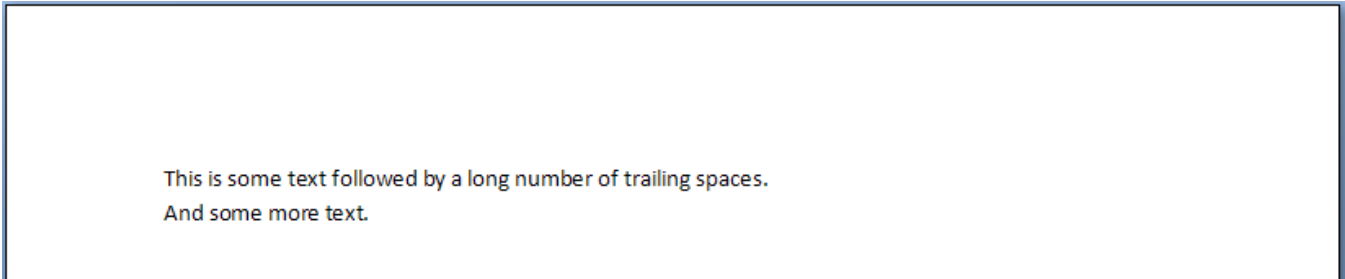 This is some text followed by a long number of trailing spaces.
And some more text.